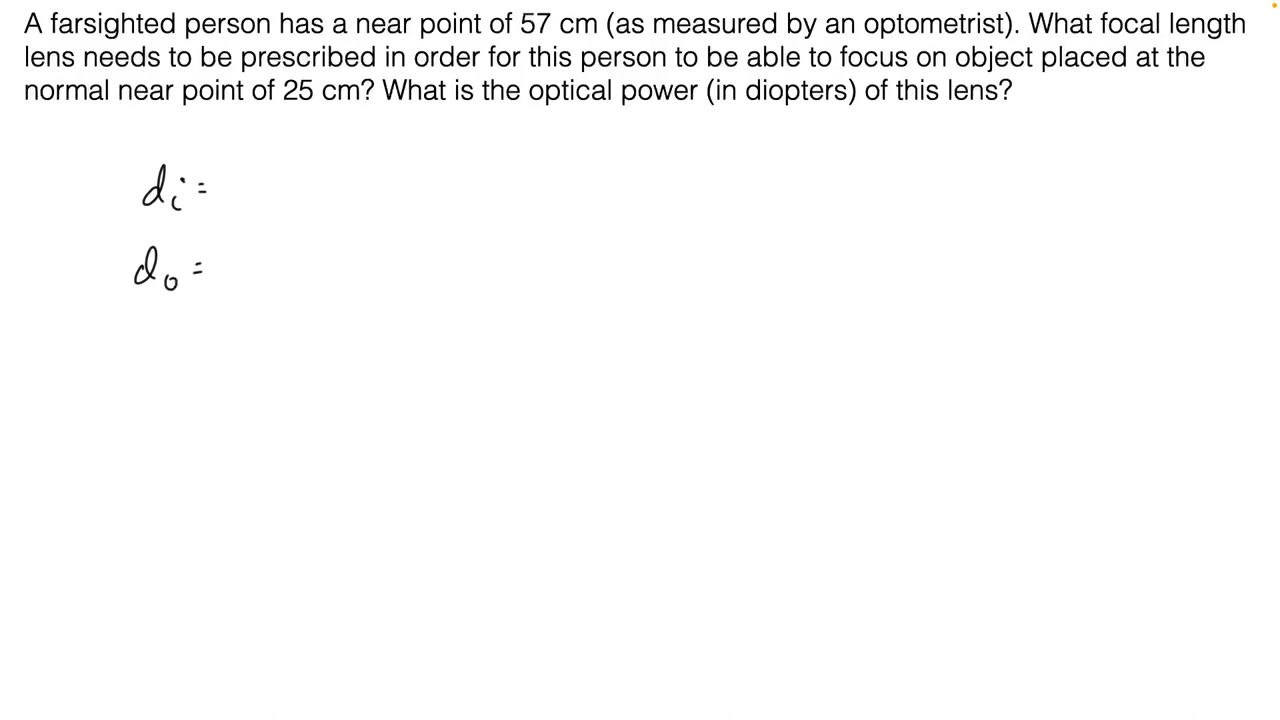 A farsighted person has a near point of 57 cm (as measured by an optometrist). What focal length
lens needs to be prescribed in order for this person to be able to focus on object placed at the
normal near point of 25 cm? What is the optical power (in diopters) of this lens?
di =
do =